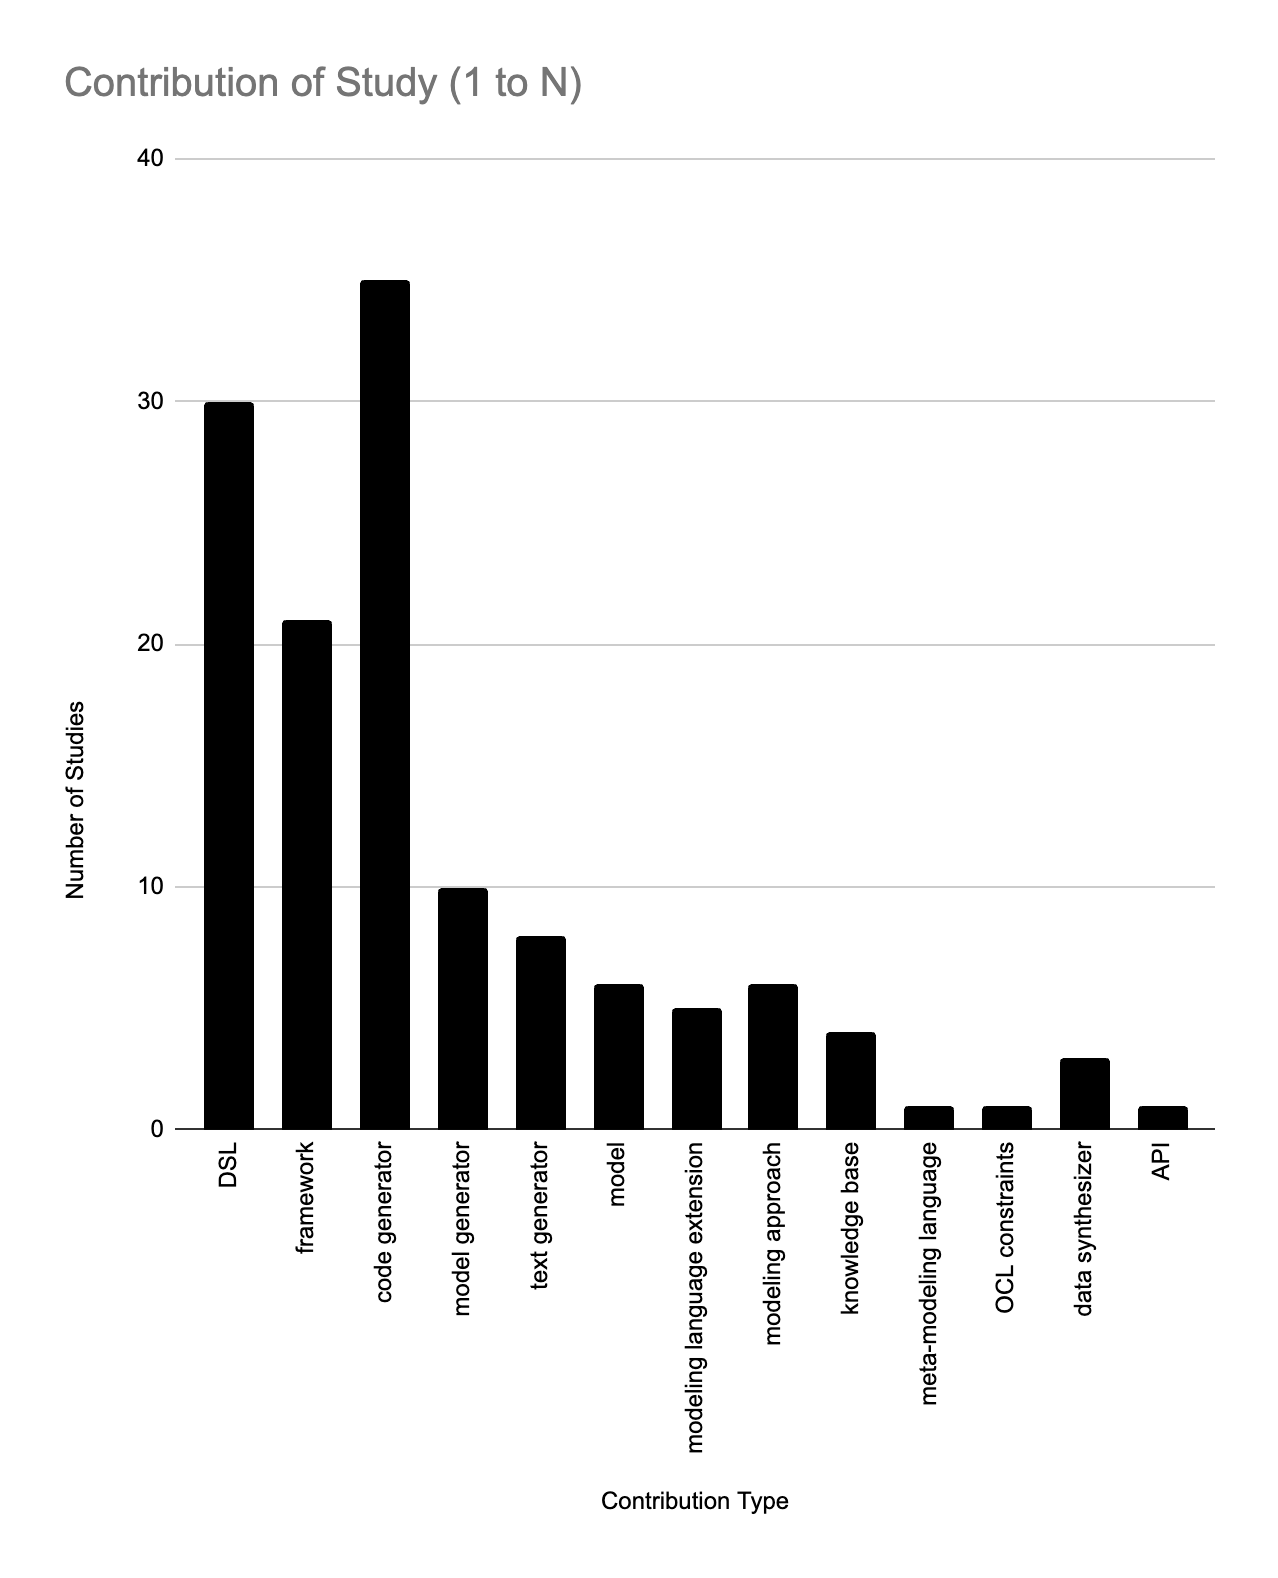 Contribution of Study (1 to N)
40
30
20
10
0
Number of Studies
DSL
framework
code generator
model generator
text generator
model
modeling language extension
modeling approach
knowledge base
meta-modeling language
OCL constraints
data synthesizer
API
Contribution Type